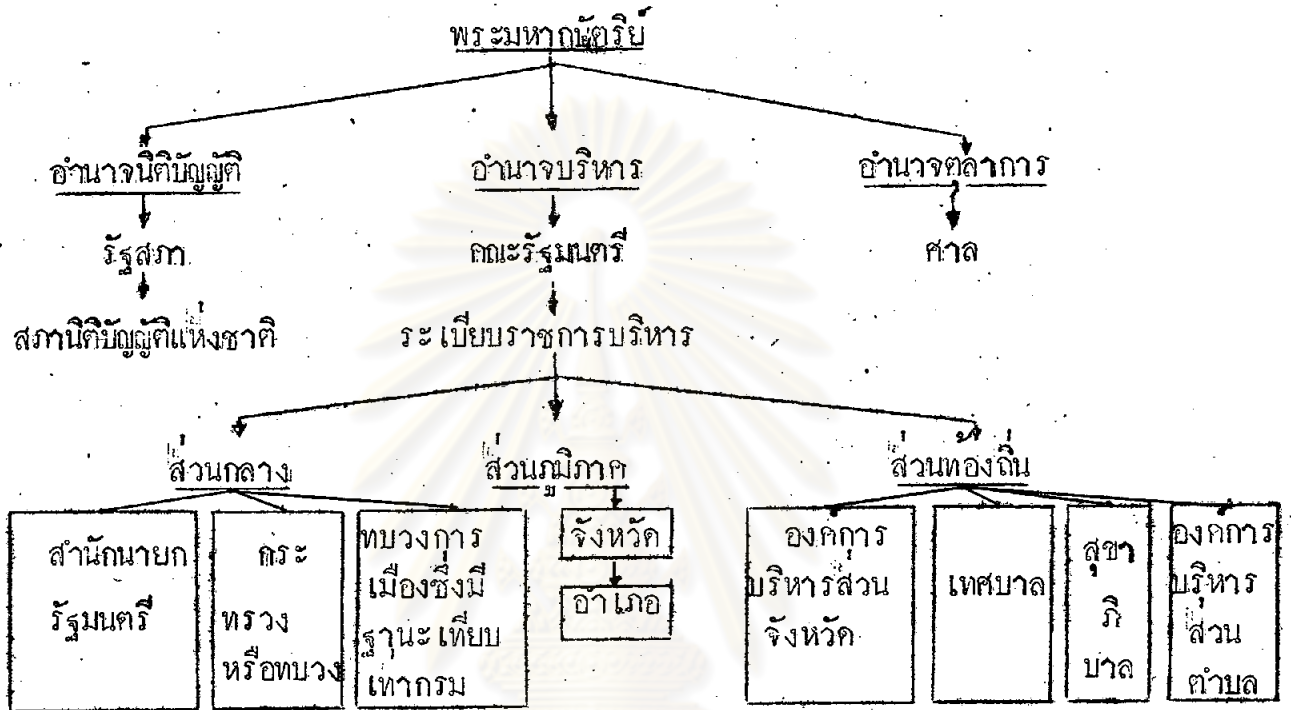 พระมหากษัตริย์
อำนาจนิติบัญญัติ
อำนาจบริหาร
อำนวจตุลาการ
รัฐสภา
คณะรัฐมนตรี
ศาล
สภานิติบัญญัติแห่งชาติ
ระเบียบราชการบริหาร
ส่วนกลาง
ส่วนภูมิภาค
ส่วนท้องถิ่น
สำนักนายก
รัฐมนตรี
กระ
ทรวง
หรือทบวง
ทบวงการ
เมืองซึ่งมี
ฐานะเทียบ
เทากรม
จังหวัด
อำเภอ
องคการ
บริหารส่วน
จังหวัด
เทศบาล
สุขา
ภิ
บาล
องคการ
บริหาร
ส่วน
ตำบล